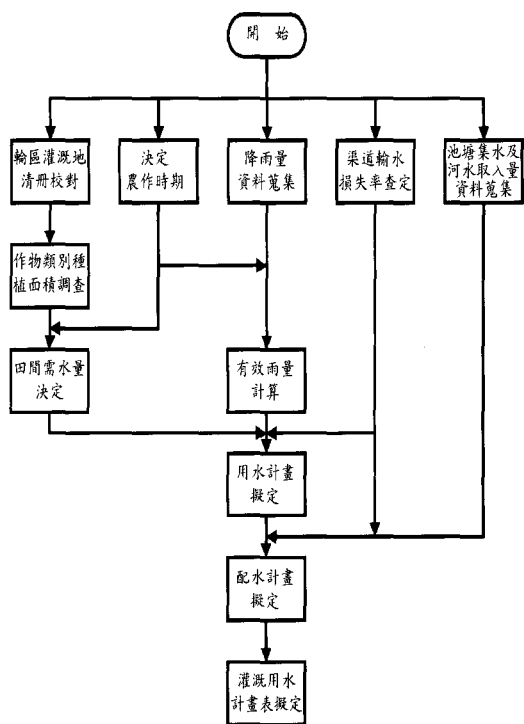 開　始
輪區灌溉地
清冊校對
決定
農作時期
降雨量
資料蒐集
渠道輸水
損失率查定
池塘集水及
河水取入量
資料蒐集
作物類別種
植面積調查
田間需水量
決定
有效雨量
計算
用水計畫
擬定
配水計畫
擬定
灌溉用水
計畫表擬定